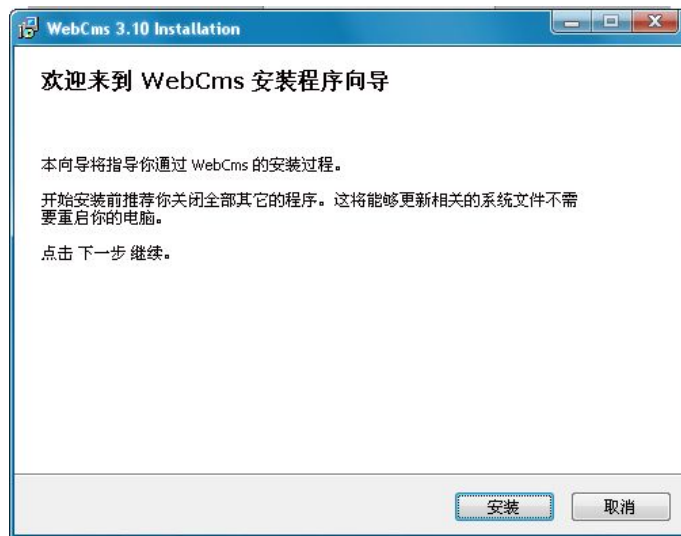 WebCms 3.10 Installation
欢迎来到 WebCms 安装程序向导
本向导将指导你通过 WebCms 的安装过程。
开始安装前推荐你关闭全部其它的程序。这将能够更新相关的系统文件不需
要重启你的电脑。
点击 下一步 继续。
安装
取消